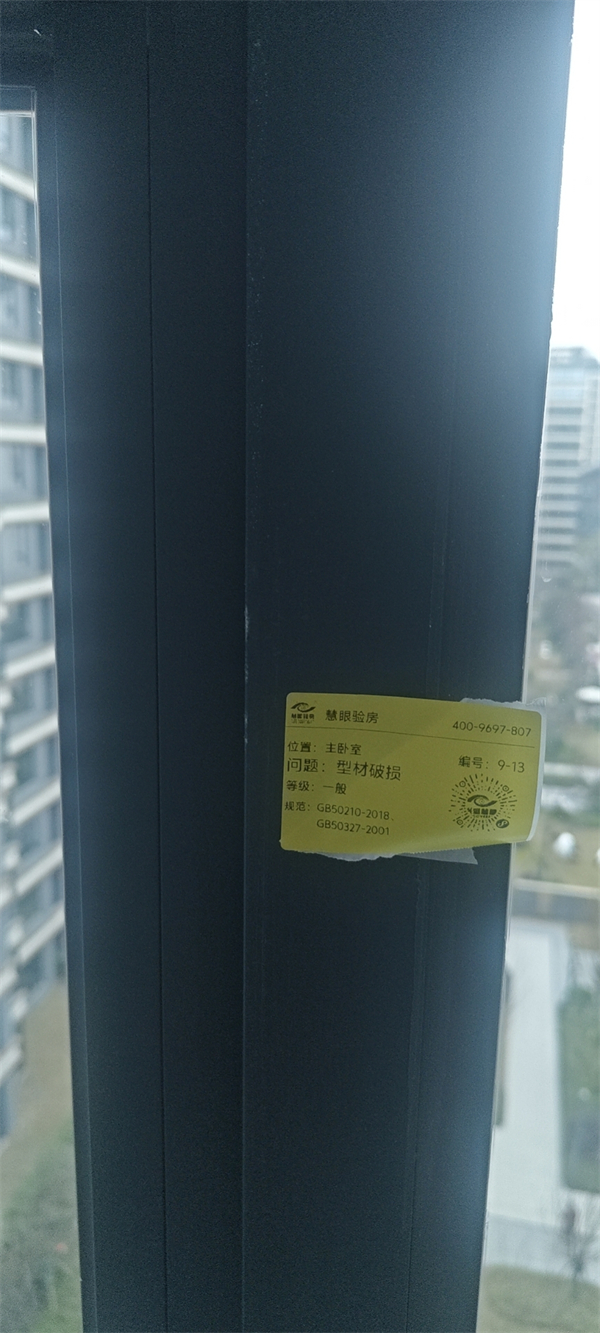 慧眼验房
400-9697-807
位置：主卧室
问题：型材破损
编号：9-13
等级：一般
规范：GB50210-2018、
GB50327-2001